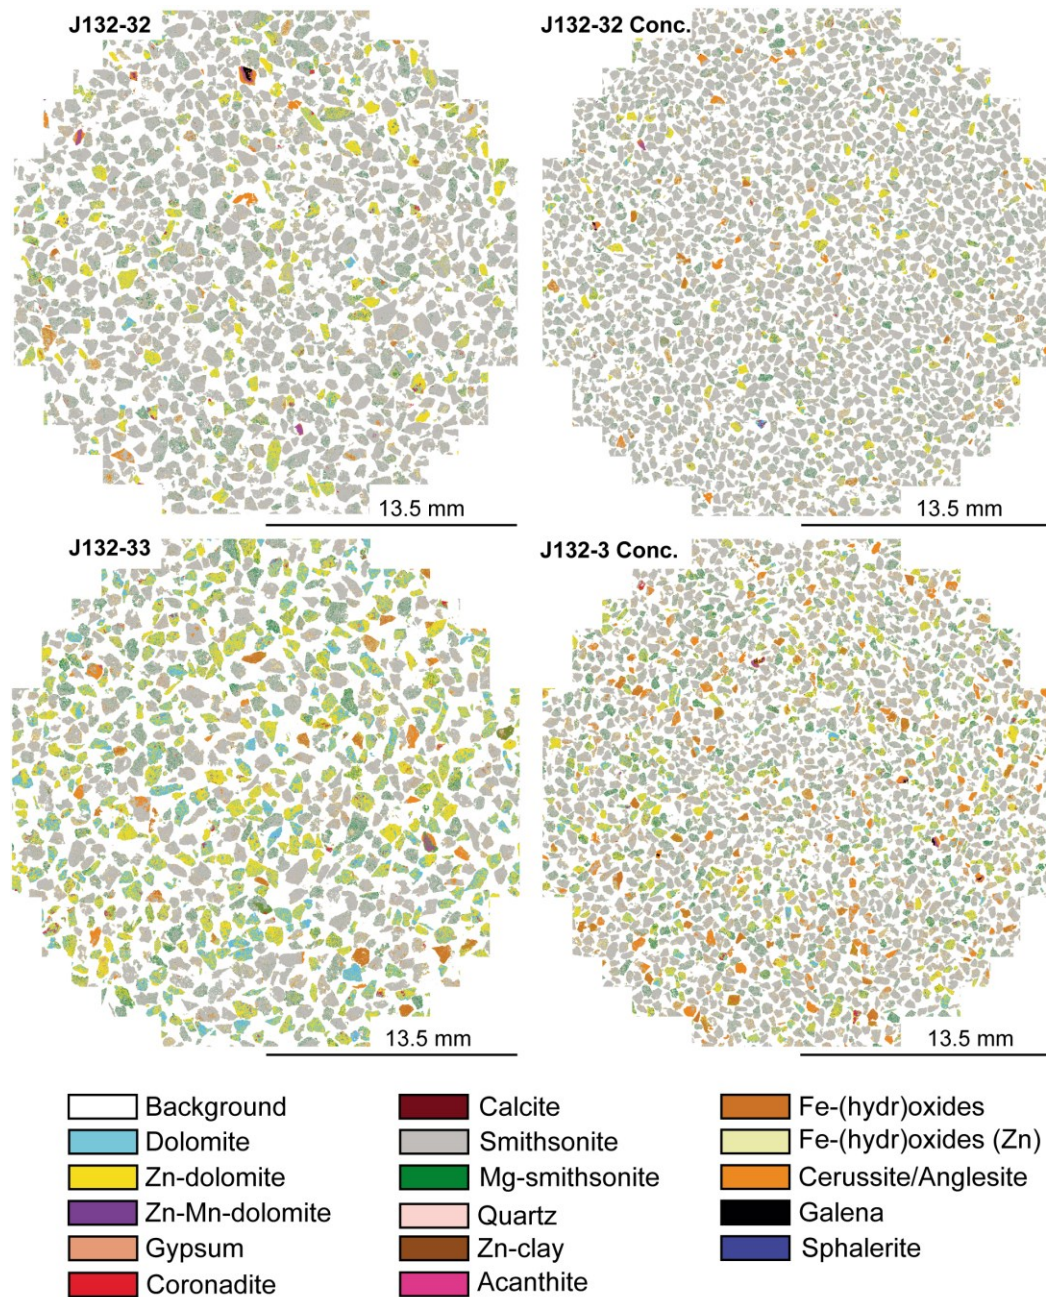 J132-32
J132-32 Conc.
13.5 mm
13.5 mm
J132-33
J132-3 Conc.
13.5 mm
13.5 mm
Background
Dolomite
Zn-dolomite
Zn-Mn-dolomite
Gypsum
Coronadite
Calcite
Smithsonite
Mg-smithsonite
Quartz
Zn-clay
Acanthite
Fe-(hydr)oxides
Fe-(hydr)oxides (Zn)
Cerussite/Anglesite
Galena
Sphalerite